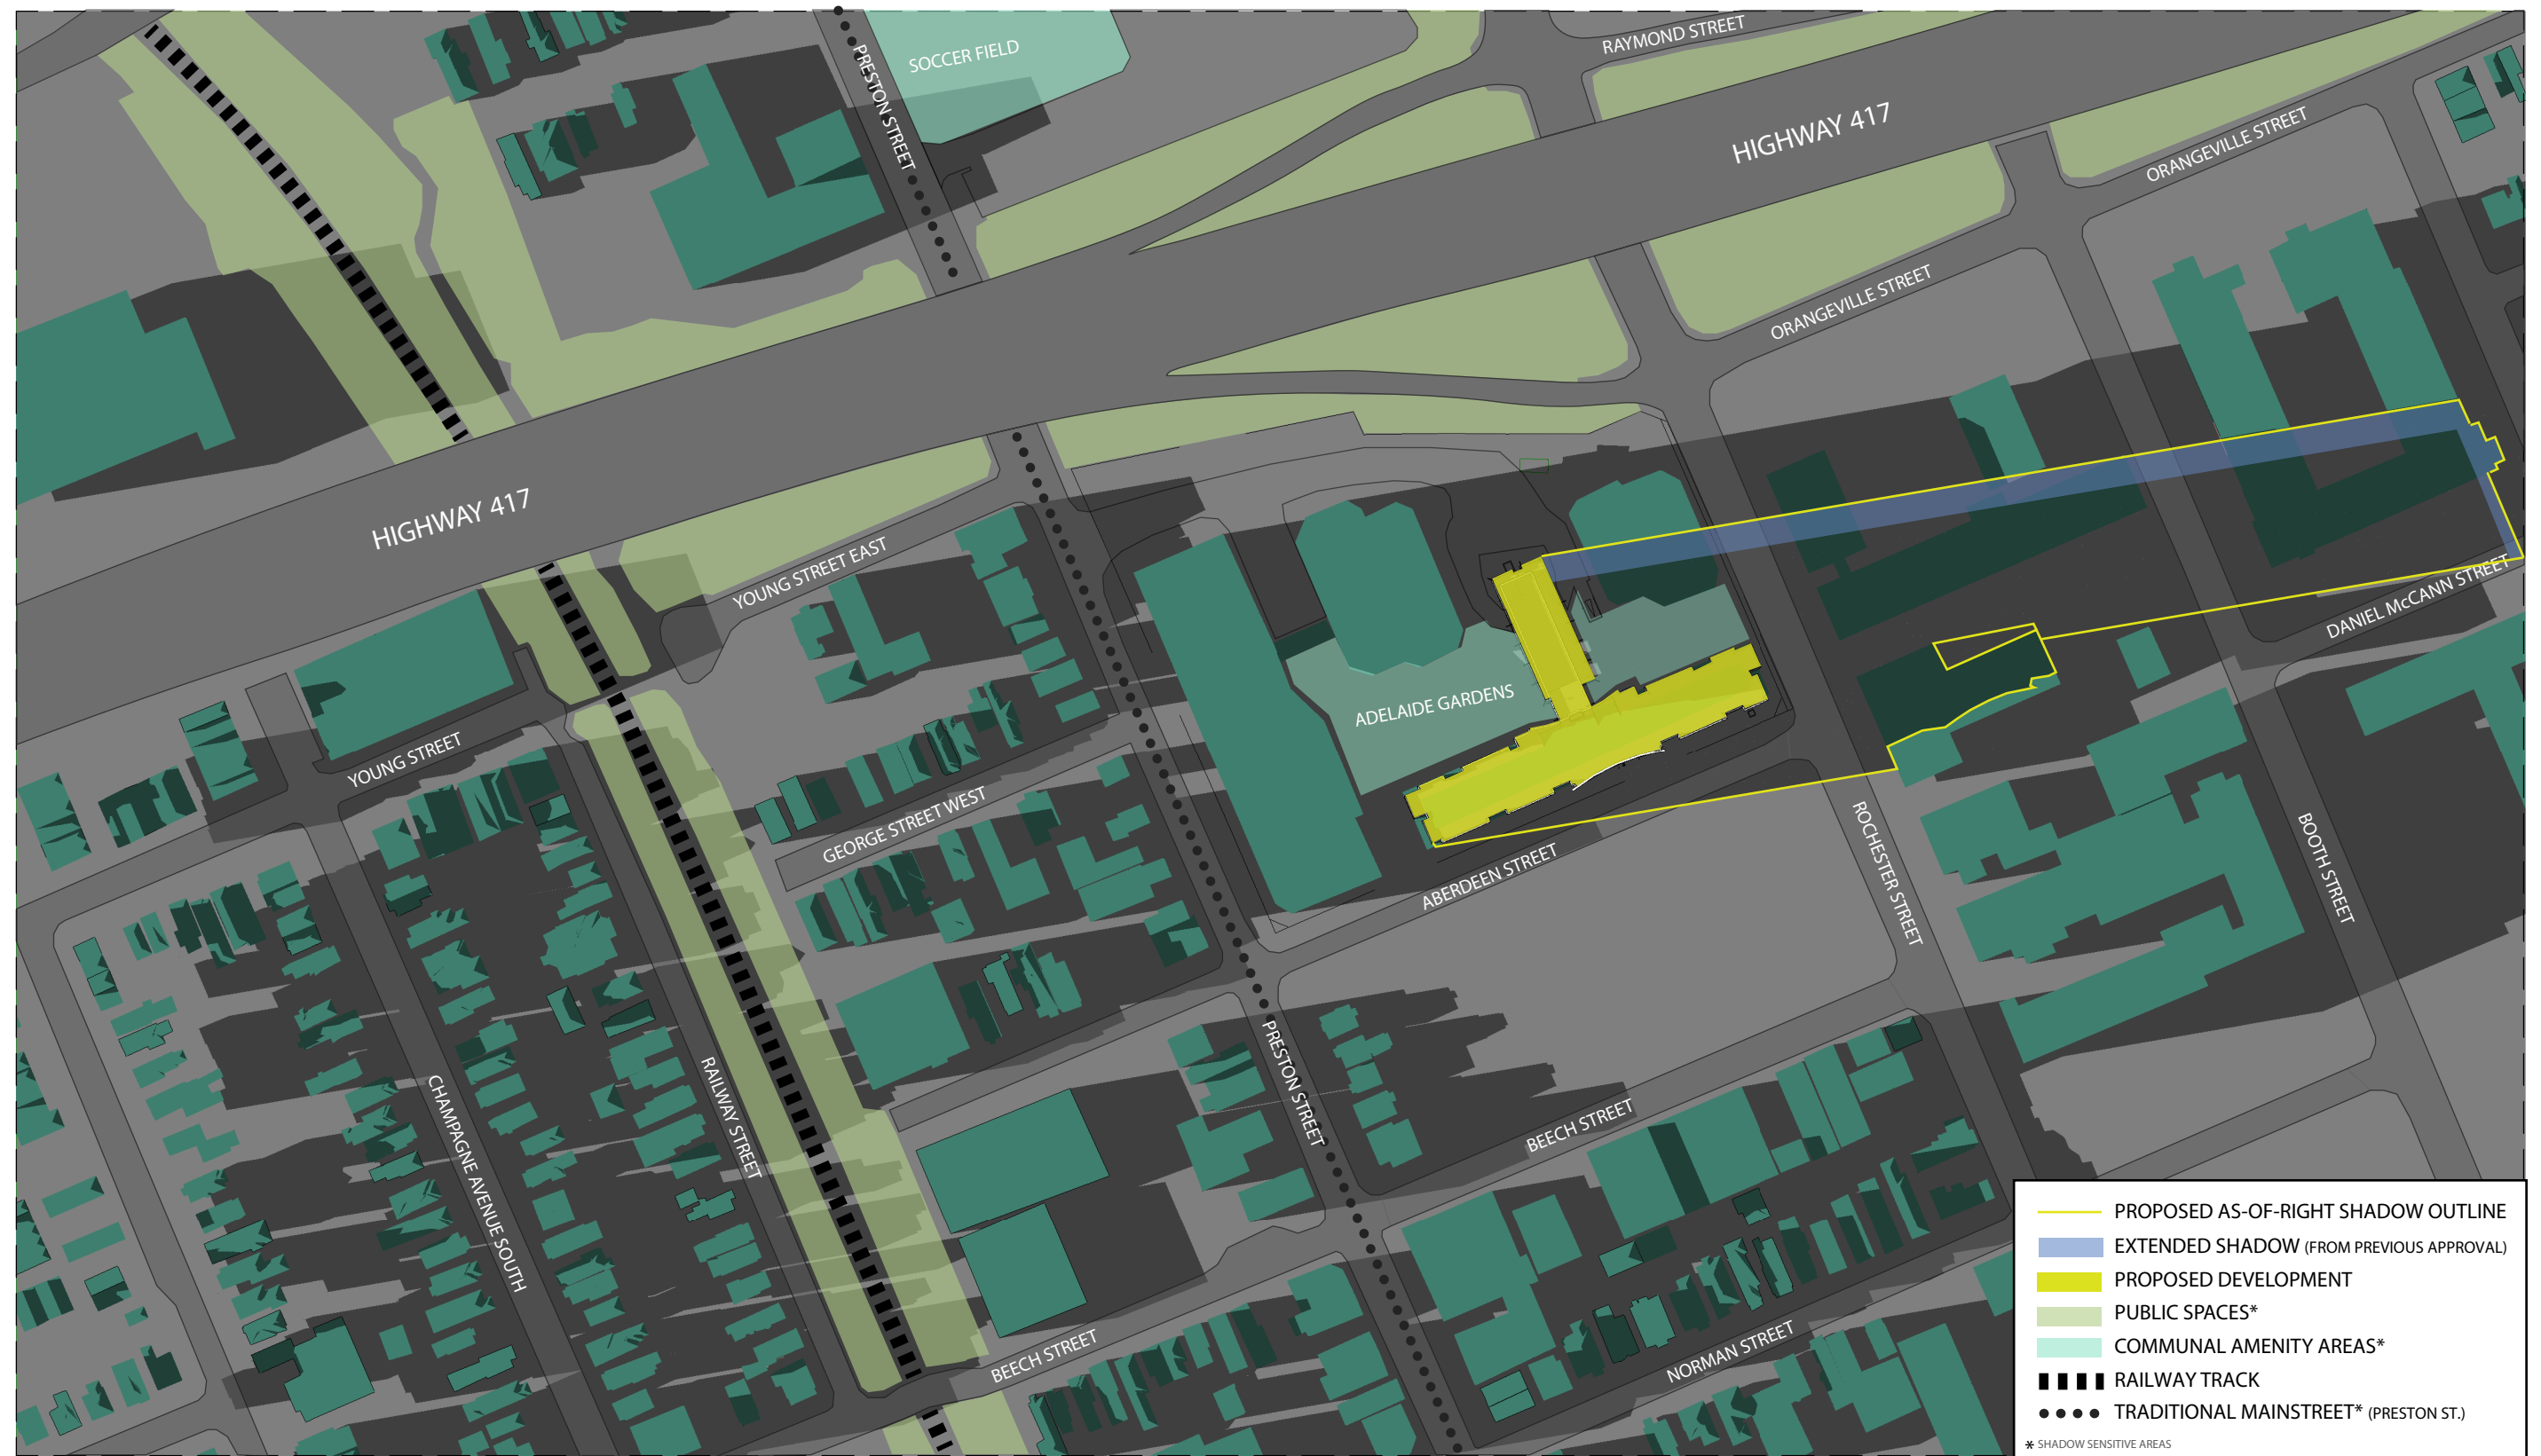 RAYMOND STREET
SOCCER FIELD
PRESTON STREET
HIGHWAY 417
ORANGEVILLE STREET
ORANGEVILLE STREET
HIGHWAY 417
YOUNG STREET EAST
DANIEL McCANN STREET
ADELAIDE GARDENS
YOUNG STREET
GEORGE STREET WEST
ABERDEEN STREET
ROCHESTER STREET
BOOTH STREET
PRESTON STREET
RAILWAY STREET
CHAMPAGNE AVENUE SOUTH
BEECH STREET
BEECH STREET
NORMAN STREET
PROPOSED AS-OF-RIGHT SHADOW OUTLINE
EXTENDED SHADOW (FROM PREVIOUS APPROVAL)
PROPOSED DEVELOPMENT
PUBLIC SPACES*
COMMUNAL AMENITY AREAS*
RAILWAY TRACK
TRADITIONAL MAINSTREET* (PRESTON ST.)
* SHADOW SENSITIVE AREAS